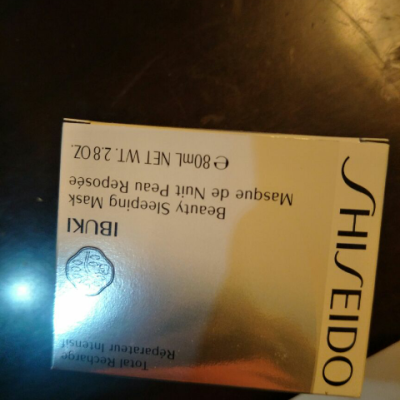 SHISEIDO
Total Recharge
Réparateur Intensif
IBUKI
Beauty Sleeping Mask
Masque de Nuit Peau Reposée
℮80mL NET WT. 2.8 OZ.